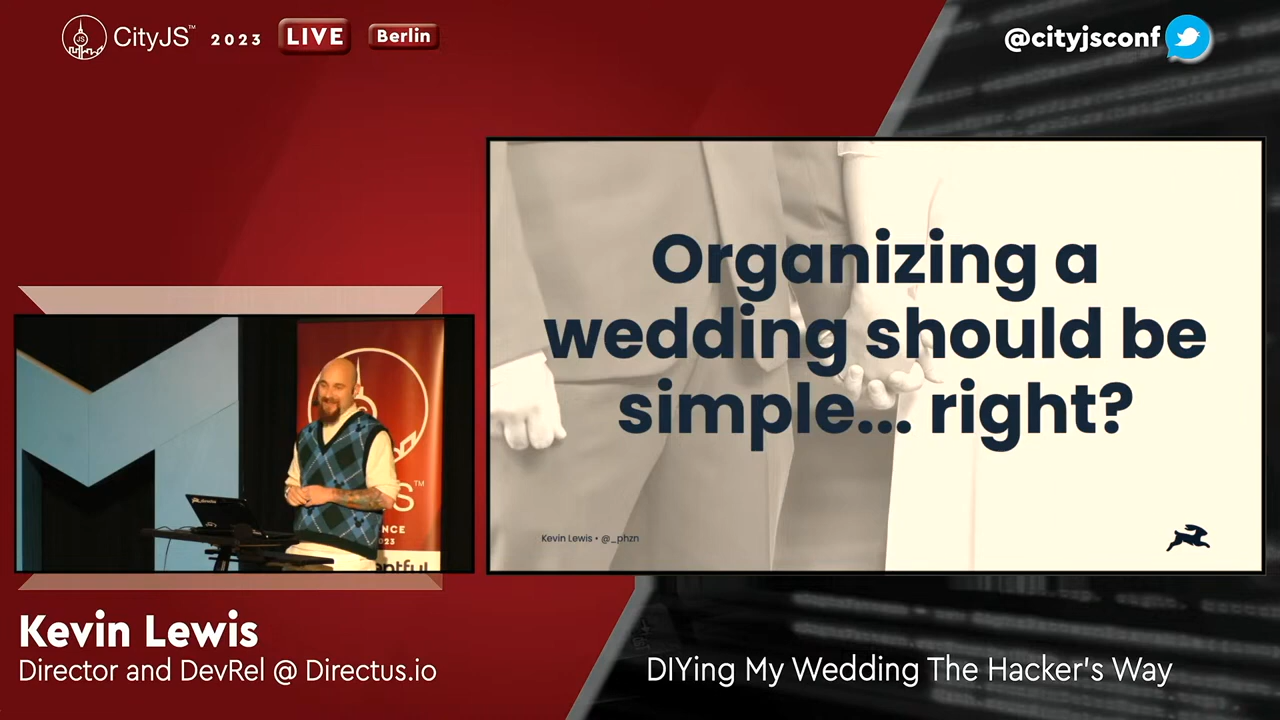 CityJS™ 2023 LIVE Berlin
@cityjsconf
Organizing a
wedding should be
simple... right?
Kevin Lewis • @_phzn
Kevin Lewis
Director and DevRel @ Directus.io
DIYing My Wedding The Hacker's Way